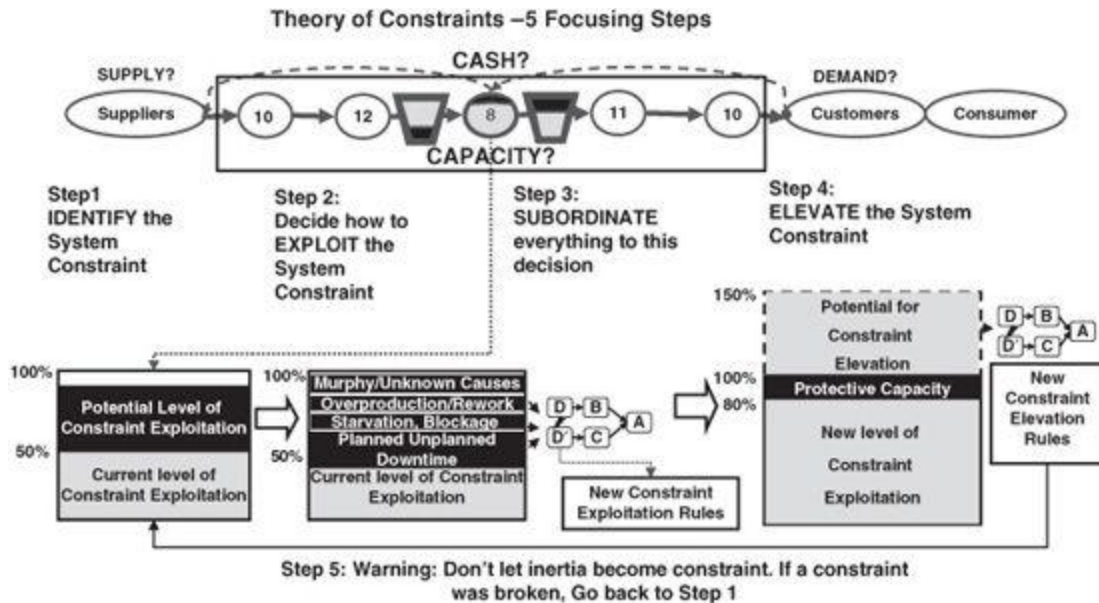 Theory of Constraints –5 Focusing Steps
CASH?
SUPPLY?
DEMAND?
Suppliers
10
12
8
11
10
Customers
Consumer
CAPACITY?
Step1
IDENTIFY the
System
Constraint
Step 2:
Decide how to
EXPLOIT the
System
Constraint
Step 3:
SUBORDINATE
everything to this
decision
Step 4:
ELEVATE the System
Constraint
100%
50%
Potential Level of
Constraint Exploitation
Current level of
Constraint Exploitation
100%
50%
Murphy/Unknown Causes
Overproduction/Rework
Starvation, Blockage
Planned Unplanned
Downtime
Current level of Constraint
Exploitation
D
B
A
D'
C
New Constraint
Exploitation Rules
150%
100%
80%
Potential for
Constraint
Elevation
Protective Capacity
New level of
Constraint
Exploitation
D
B
A
D'
C
New
Constraint
Elevation
Rules
Step 5: Warning: Don't let inertia become constraint. If a constraint
was broken, Go back to Step 1